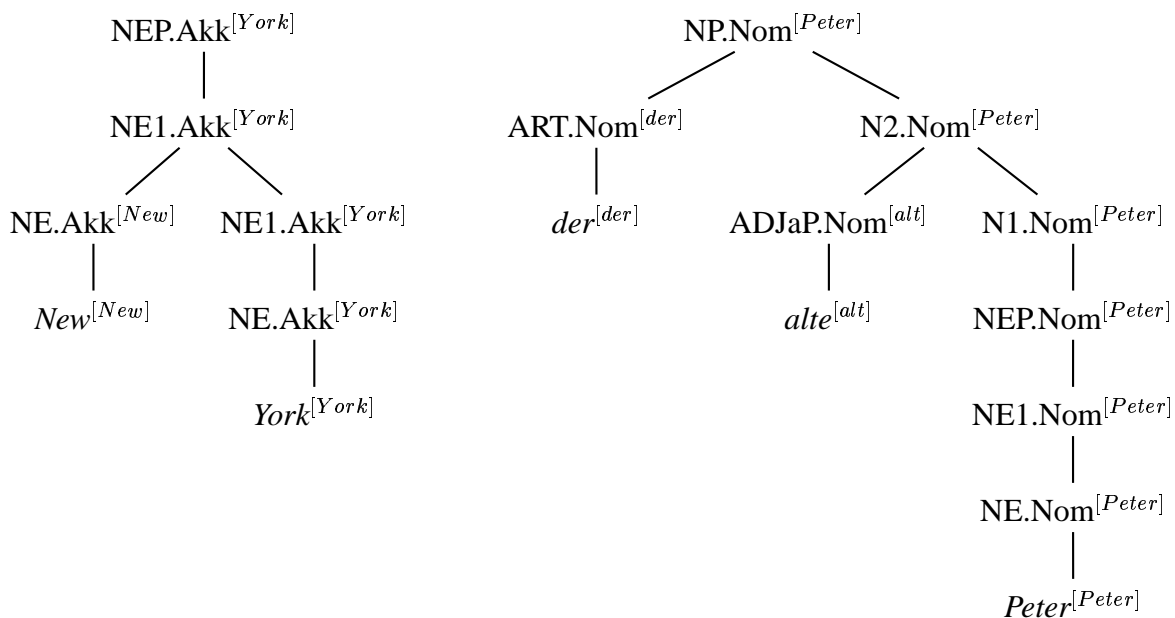 NEP.Akk[York] NP.Nom[Peter]
NE1.Akk[York] ART.Nom[der] N2.Nom[Peter]
NE.Akk[New] NE1.Akk[York] der[der] ADJaP.Nom[alt] N1.Nom[Peter]
New[New] NE.Akk[York] alte[alt] NEP.Nom[Peter]
York[York] NE1.Nom[Peter]
NE.Nom[Peter]
Peter[Peter]